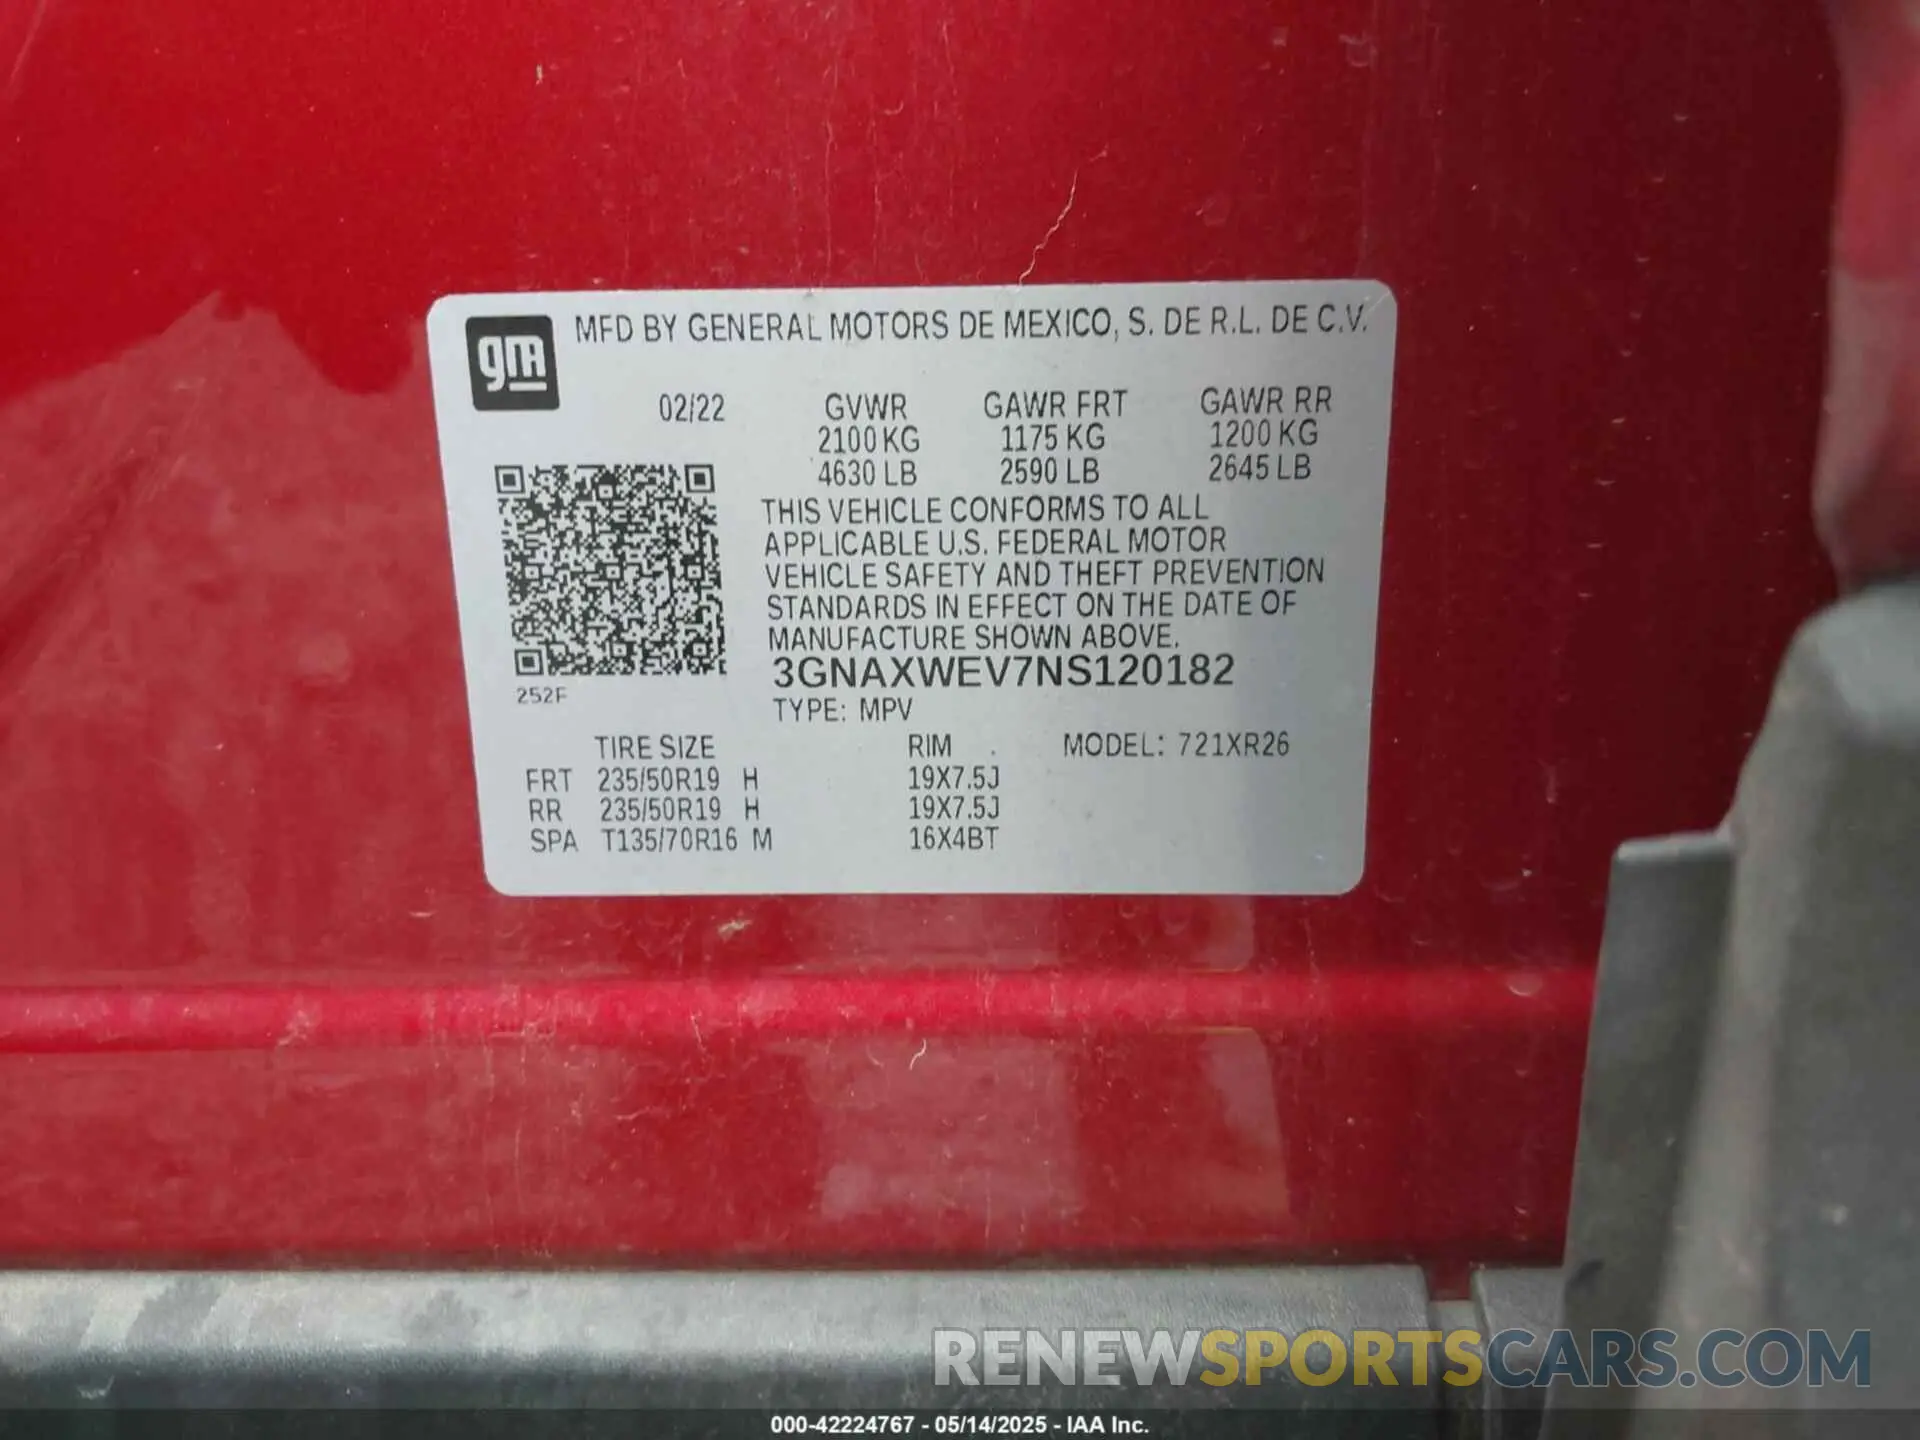 gm
MFD BY GENERAL MOTORS DE MEXICO, S. DE R.L. DE C.V.
02/22 GVWR GAWR FRT GAWR RR
2100 KG 1175 KG 1200 KG
4630 LB 2590 LB 2645 LB
THIS VEHICLE CONFORMS TO ALL
APPLICABLE U.S. FEDERAL MOTOR
VEHICLE SAFETY AND THEFT PREVENTION
STANDARDS IN EFFECT ON THE DATE OF
MANUFACTURE SHOWN ABOVE.
3GNAXWEV7NS120182
252F
TYPE: MPV
TIRE SIZE RIM MODEL: 721XR26
FRT 235/50R19 H 19X7.5J
RR 235/50R19 H 19X7.5J
SPA T135/70R16 M 16X4BT
RENEWSPORTSCARS.COM
000-42224767 - 05/14/2025 - IAA Inc.